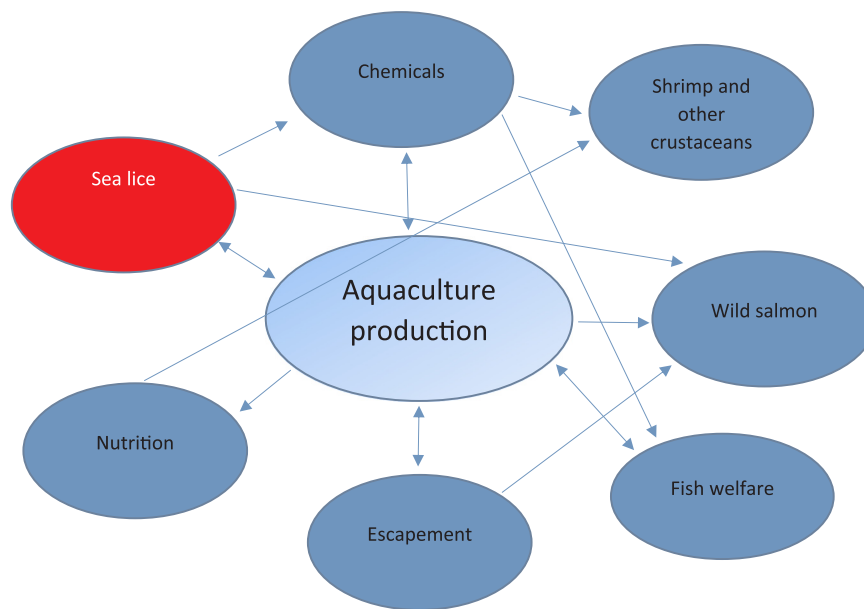 Chemicals
Shrimp and
other
crustaceans
Sea lice
Aquaculture
production
Wild salmon
Nutrition
Fish welfare
Escapement